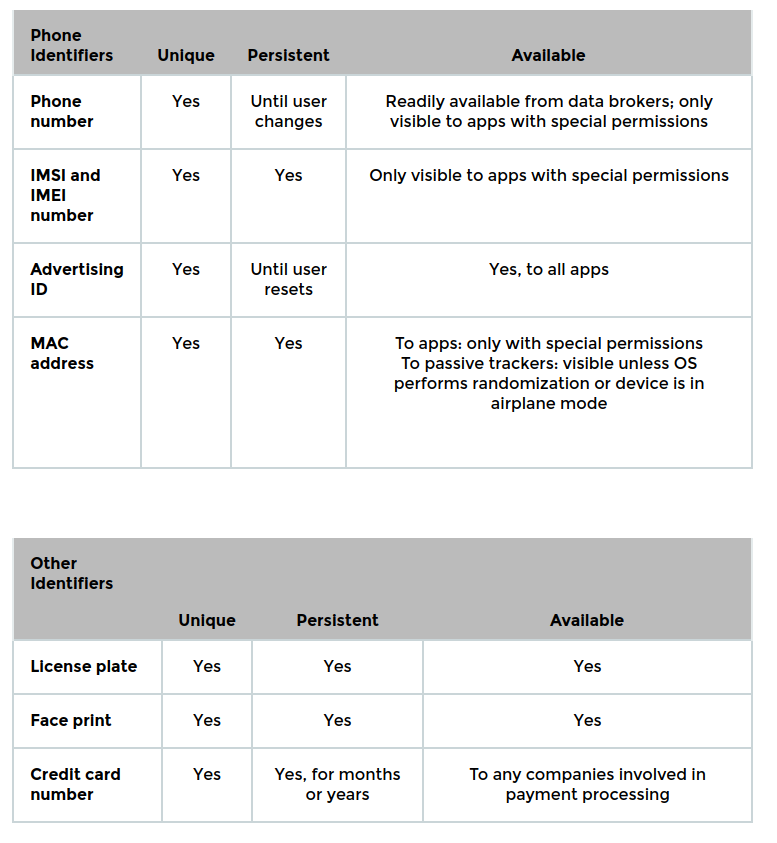 Phone
Identifiers Unique Persistent Available
Phone
number
Yes
Until user
changes
Readily available from data brokers; only
visible to apps with special permissions
IMSI and
IMEI
number
Yes
Yes
Only visible to apps with special permissions
Advertising
ID
Yes
Until user
resets
Yes, to all apps
MAC
address
Yes
Yes
To apps: only with special permissions
To passive trackers: visible unless OS
performs randomization or device is in
airplane mode
Other
Identifiers
Unique Persistent Available
License plate Yes Yes Yes
Face print Yes Yes Yes
Credit card
number
Yes
Yes, for months
or years
To any companies involved in
payment processing